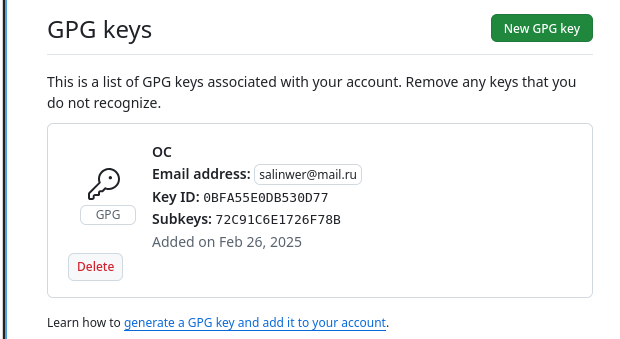 GPG keys
New GPG key
This is a list of GPG keys associated with your account. Remove any keys that you
do not recognize.
OC
Email address: salinwer@mail.ru
Key ID: 0BFA55E0DB530D77
GPG
Subkeys: 72C91C6E1726F78B
Added on Feb 26, 2025
Delete
Learn how to generate a GPG key and add it to your account.